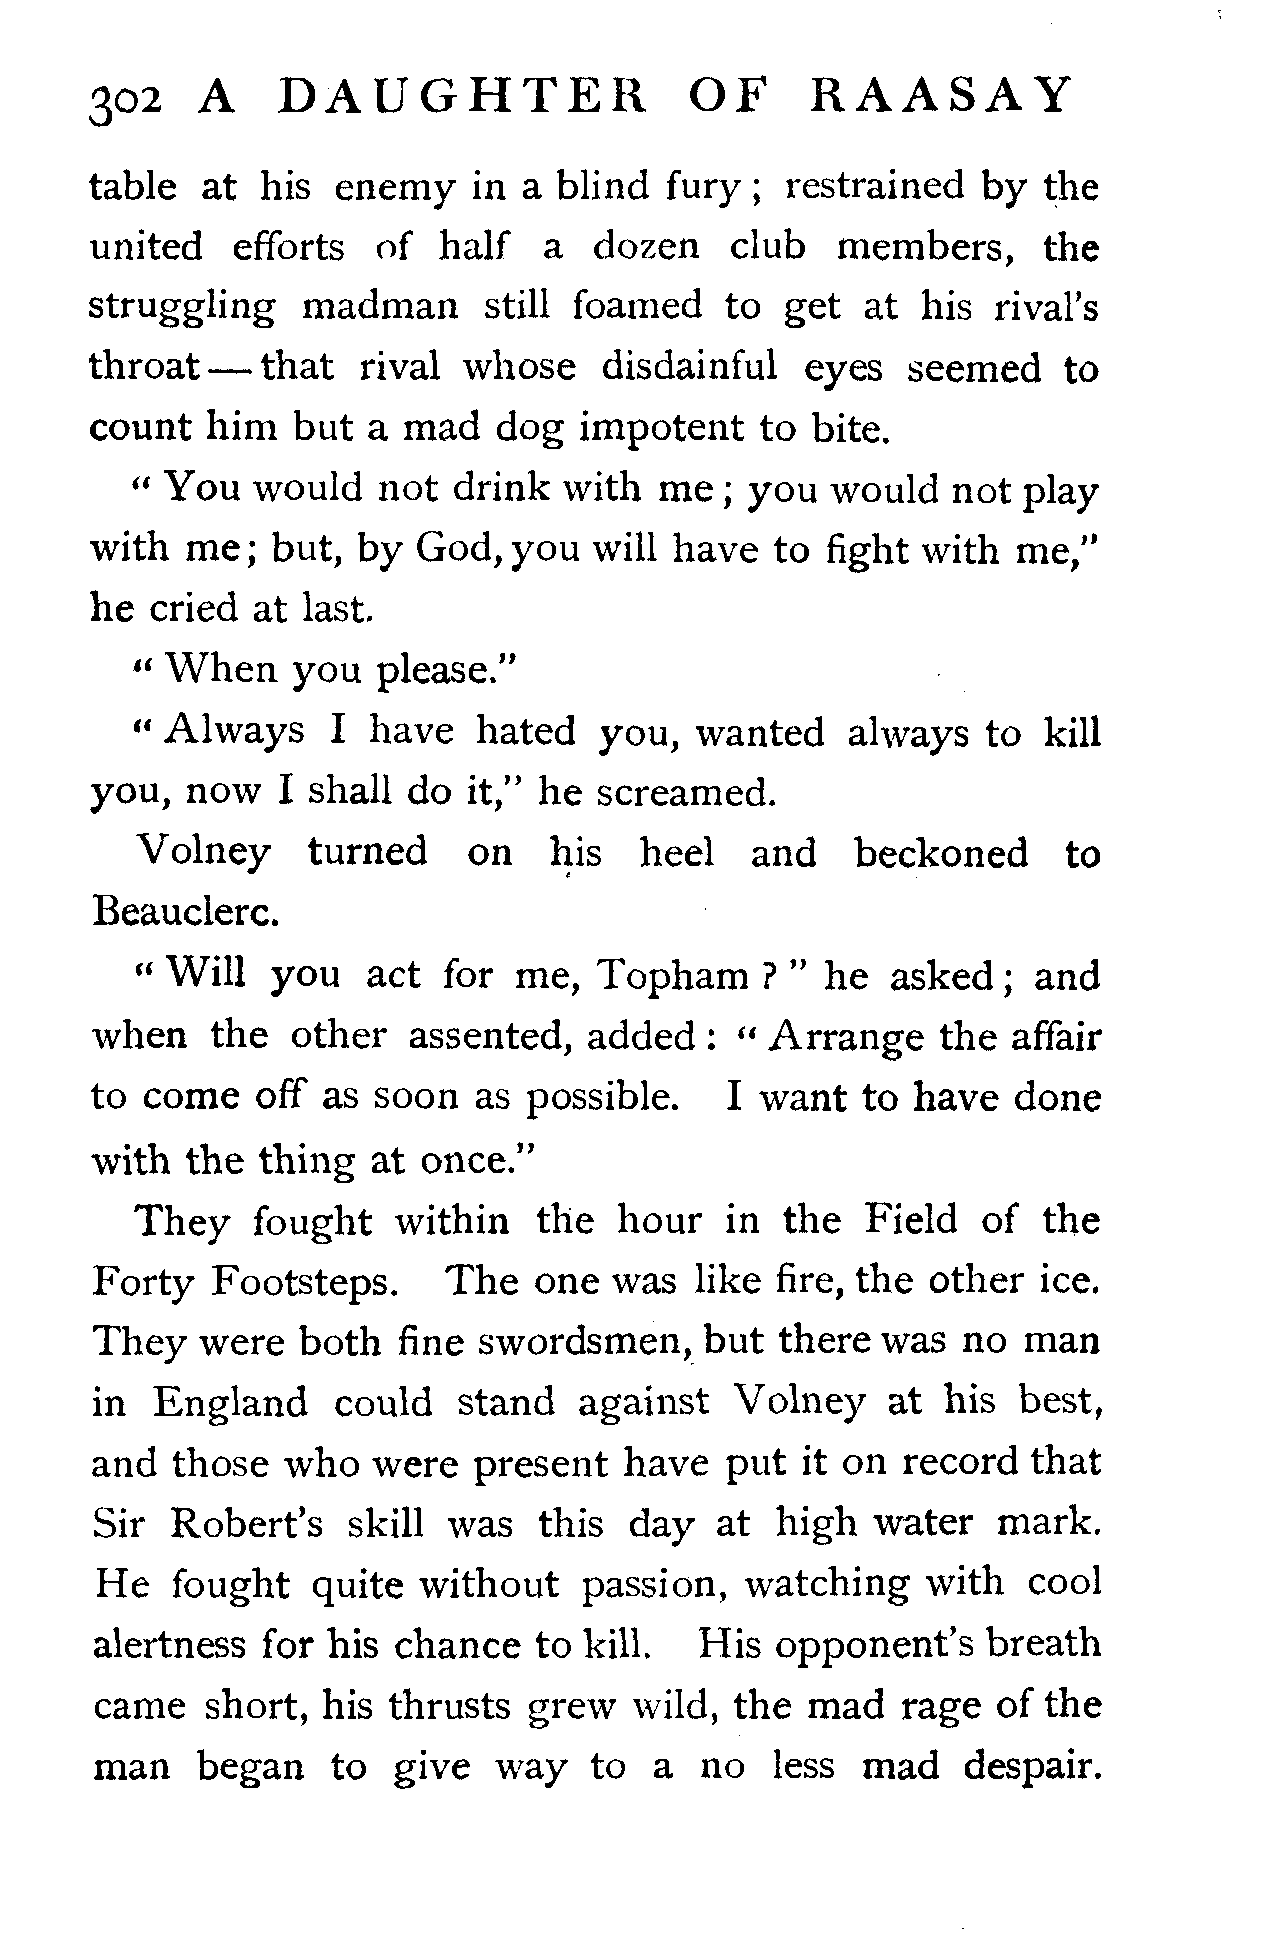 302 A DAUGHTER OF RAASAY
table at his enemy in a blind fury ; restrained by the
united efforts of half a dozen club members, the
struggling madman still foamed to get at his rival's
throat — that rival whose disdainful eyes seemed to
count him but a mad dog impotent to bite.
“ You would not drink with me ; you would not play
with me ; but, by God, you will have to fight with me,”
he cried at last.
“ When you please.”
“ Always I have hated you, wanted always to kill
you, now I shall do it,” he screamed.
Volney turned on his heel and beckoned to
Beauclerc.
“ Will you act for me, Topham ? ” he asked ; and
when the other assented, added : “ Arrange the affair
to come off as soon as possible. I want to have done
with the thing at once.”
They fought within the hour in the Field of the
Forty Footsteps. The one was like fire, the other ice.
They were both fine swordsmen, but there was no man
in England could stand against Volney at his best,
and those who were present have put it on record that
Sir Robert's skill was this day at high water mark.
He fought quite without passion, watching with cool
alertness for his chance to kill. His opponent's breath
came short, his thrusts grew wild, the mad rage of the
man began to give way to a no less mad despair.